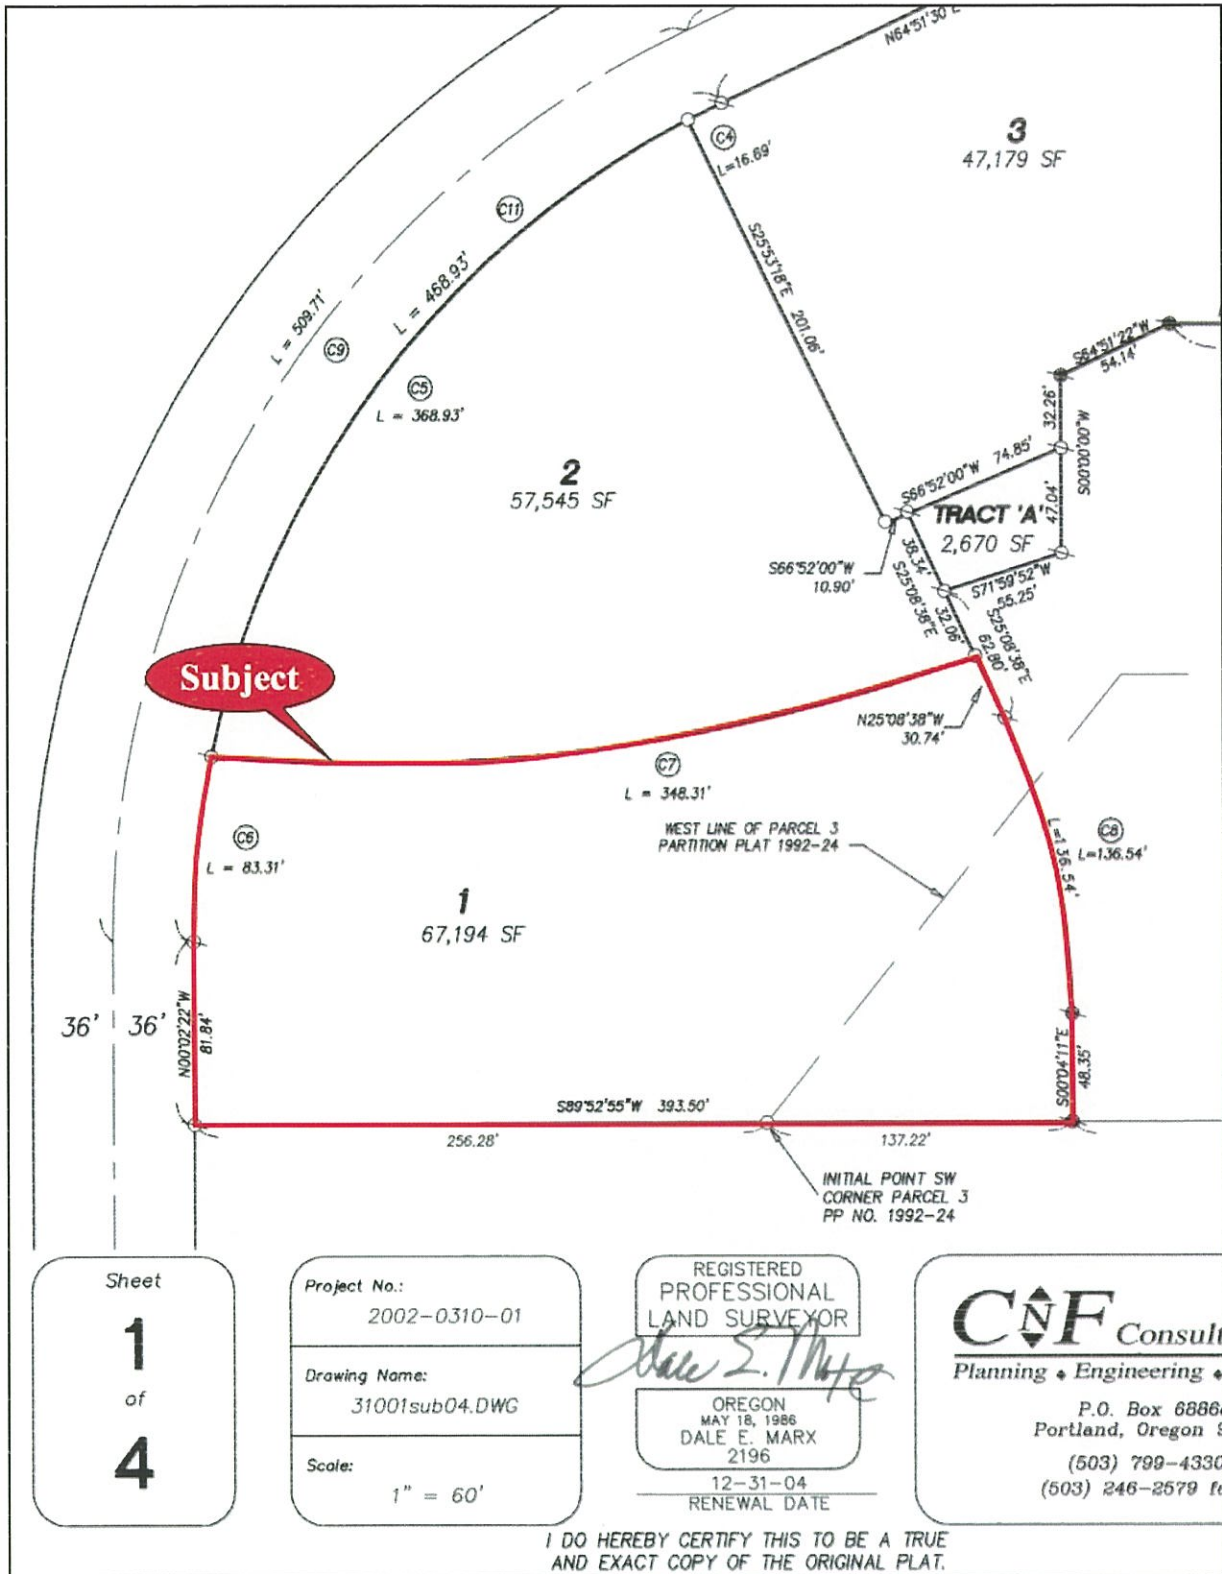 N64°51'30"E
C4
L=16.69'
3
47,179 SF
C11
S25°53'18"E 201.06'
L = 509.71'
L = 468.93'
C9
C5
L = 368.93'
S64°51'22"W
54.14'
32.26'
S00°00'00"W
2
57,545 SF
S66°52'00"W 74.85'
47.04'
TRACT 'A'
2,670 SF
S66°52'00"W
10.90'
38.34'
S25°08'38"E
S71°59'52"W
55.25'
32.06'
S25°08'38"E
62.80'
Subject
N25°08'38"W
30.74'
C7
L = 348.31'
WEST LINE OF PARCEL 3
PARTITION PLAT 1992-24
C6
L = 83.31'
L=136.54'
C8
L=136.54'
1
67,194 SF
36' 36'
N00°02'22"W
81.84'
S00°04'11"E
48.35'
S89°52'55"W 393.50'
256.28'
137.22'
INITIAL POINT SW
CORNER PARCEL 3
PP NO. 1992-24
Sheet
1
of
4
Project No.:
2002-0310-01
Drawing Name:
31001sub04.DWG
Scale:
1" = 60'
REGISTERED
PROFESSIONAL
LAND SURVEYOR
Dale E. Marx
OREGON
MAY 18, 1986
DALE E. MARX
2196
12-31-04
RENEWAL DATE
CNF Consult
Planning ♦ Engineering ♦
P.O. Box 6886
Portland, Oregon 9
(503) 799-4330
(503) 246-2579 fa
I DO HEREBY CERTIFY THIS TO BE A TRUE
AND EXACT COPY OF THE ORIGINAL PLAT.